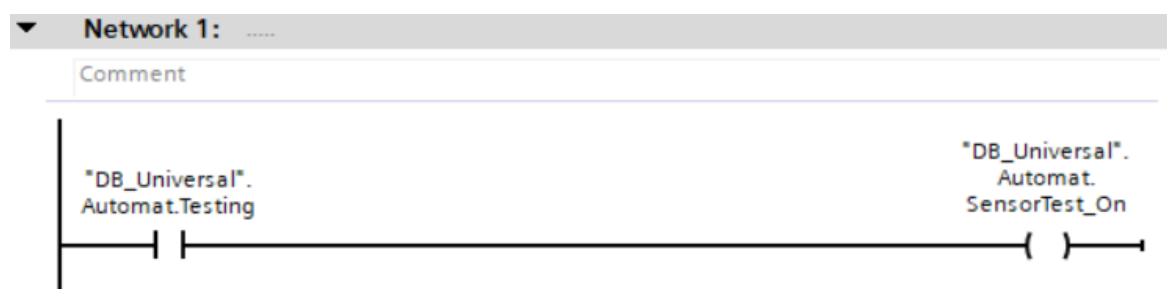 Network 1: .....
Comment
"DB_Universal".
Automat.Testing
"DB_Universal".
Automat.
SensorTest_On